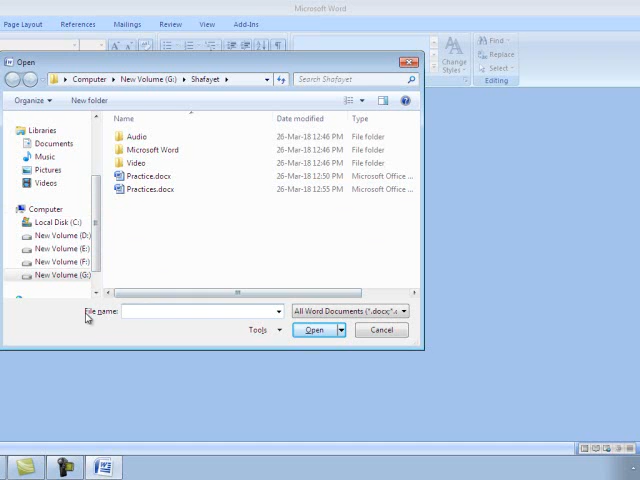 Microsoft Word
Page Layout References Mailings Review View Add-Ins
Find
Replace
Select
Change Styles
Editing
Open
Computer New Volume (G:) Shafayet Search Shafayet
Organize New folder
Name Date modified Type
Libraries
Documents
Music
Pictures
Videos
Computer
Local Disk (C:)
New Volume (D:)
New Volume (E:)
New Volume (F:)
New Volume (G:)
Audio 26-Mar-18 12:46 PM File folder
Microsoft Word 26-Mar-18 12:46 PM File folder
Video 26-Mar-18 12:46 PM File folder
Practice.docx 26-Mar-18 12:50 PM Microsoft Office ...
Practices.docx 26-Mar-18 12:55 PM Microsoft Office ...
File name: All Word Documents (*.docx;*.
Tools Open Cancel